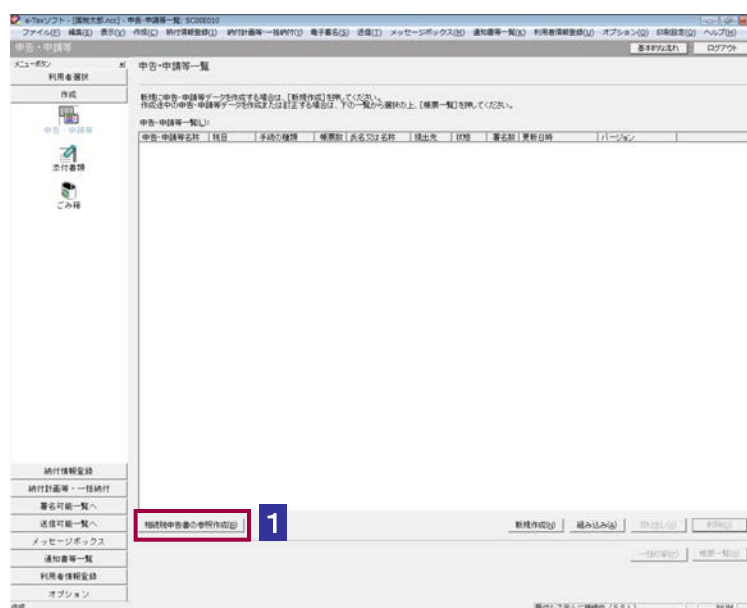 e-Taxソフト - [国税太郎.ncc] - 申告・申請等一覧: SC00E010
ファイル(F) 編集(E) 表示(V) 作成(C) 納付情報登録(I) 納付計画等・一括納付(Y) 電子署名(S) 送信(T) メッセージボックス(M) 通知書等一覧(K) 利用者情報登録(U) オプション(O) 印刷設定(Q) ヘルプ(H)
申告・申請等 基本的な流れ ログアウト
メニューボタン
利用者選択
作成
申告・申請等
添付書類
ごみ箱
申告・申請等一覧
新規に申告・申請等データを作成する場合は、[新規作成]を押してください。
作成途中の申告・申請等データを作成または訂正する場合は、下の一覧から選択の上、[帳票一覧]を押してください。
申告・申請等一覧(L):
申告・申請等名称 税目 手続の種類 帳票数 氏名又は名称 提出先 状態 署名数 更新日時 バージョン
納付情報登録
納付計画等・一括納付
署名可能一覧へ
送信可能一覧へ
メッセージボックス
通知書等一覧
利用者情報登録
オプション
相続税申告書の参照作成(B) 1 新規作成(N) 組み込み(A) 切り出し(X) 削除(D)
帳票一覧(R)
作成 NUM